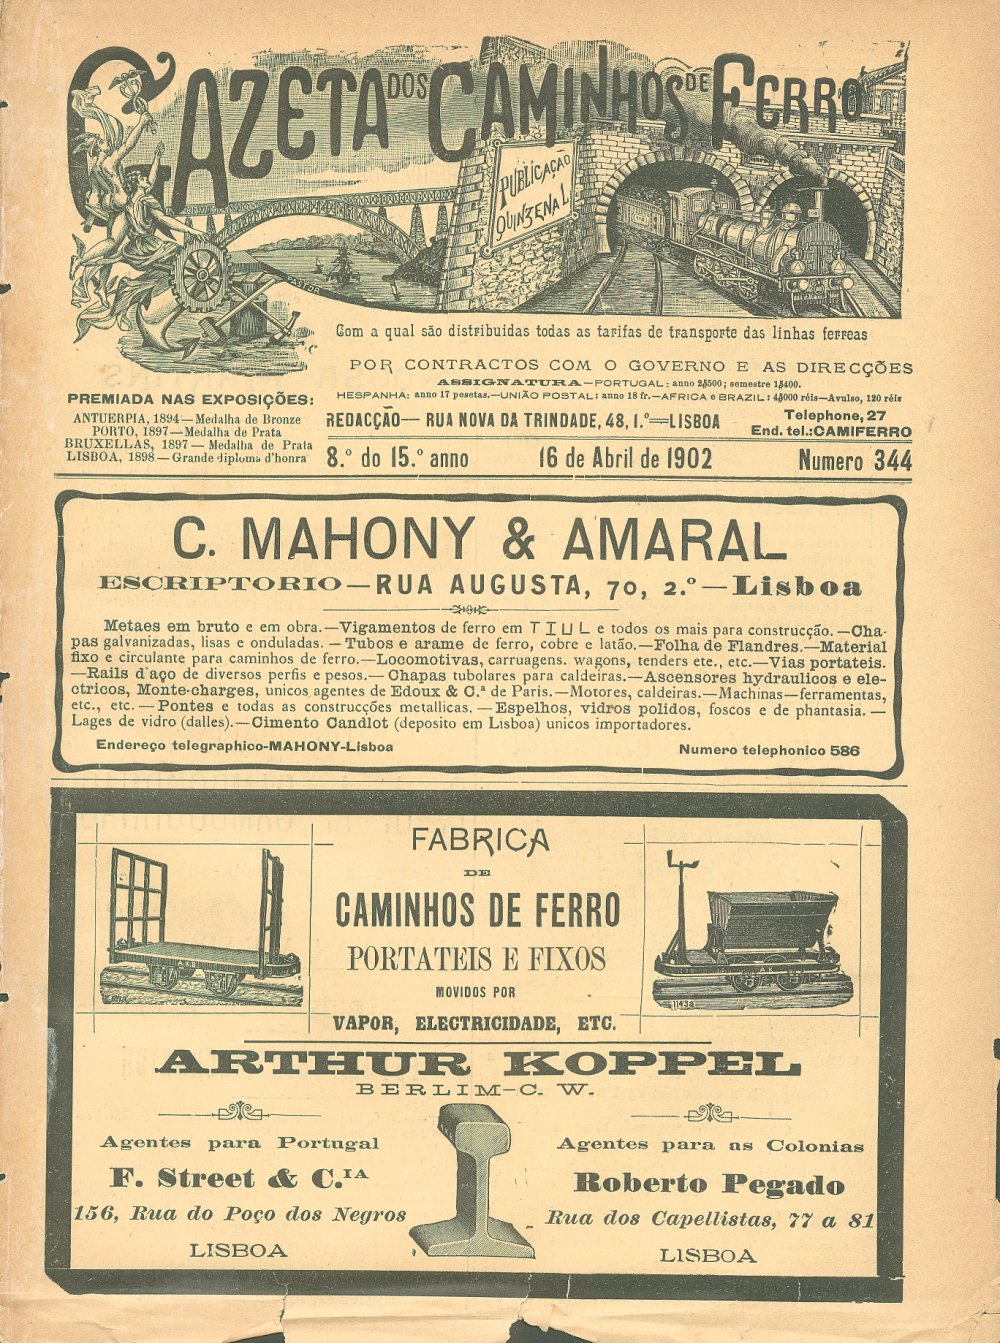 GAZETA DOS CAMINHOS DE FERRO
PUBLICAÇÃO
QUINZENAL
PASTOR
Com a qual são distribuidas todas as tarifas de transporte das linhas ferreas
POR CONTRACTOS COM O GOVERNO E AS DIRECÇÕES
ASSIGNATURA—PORTUGAL: anno 2$500; semestre 1$400.
HESPANHA: anno 17 pesetas.—UNIÃO POSTAL: anno 18 fr.—AFRICA e BRAZIL: 4$000 réis—Avulso, 120 réis
PREMIADA NAS EXPOSIÇÕES:
ANTUERPIA, 1894—Medalha de Bronze
PORTO, 1897—Medalha de Prata
BRUXELLAS, 1897—Medalha de Prata
LISBOA, 1898—Grande diploma d'honra
REDACÇÃO—RUA NOVA DA TRINDADE, 48, 1.º—LISBOA
Telephone, 27
End. tel.: CAMIFERRO
8.º do 15.º anno
16 de Abril de 1902
Numero 344
C. MAHONY & AMARAL
ESCRIPTORIO—RUA AUGUSTA, 70, 2.º—Lisboa
Metaes em bruto e em obra.—Vigamentos de ferro em T I U L e todos os mais para construcção.—Cha-
pas galvanizadas, lisas e onduladas.—Tubos e arame de ferro, cobre e latão.—Folha de Flandres.—Material
fixo e circulante para caminhos de ferro.—Locomotivas, carruagens. wagons, tenders ete., etc.—Vias portateis.
—Rails d'aço de diversos perfis e pesos.—Chapas tubolares para caldeiras.—Ascensores hydraulicos e ele-
ctricos, Monte-charges, unicos agentes de Edoux & C.ª de Paris.—Motores, caldeiras.—Machinas—ferramentas,
etc., etc.—Pontes e todas as construcções metallicas.—Espelhos, vidros polidos, foscos e de phantasia.—
Lages de vidro (dalles).—Cimento Candlot (deposito em Lisboa) unicos importadores.
Endereço telegraphico-MAHONY-Lisboa
Numero telephonico 586
FABRICA
DE
CAMINHOS DE FERRO
PORTATEIS E FIXOS
MOVIDOS POR
VAPOR, ELECTRICIDADE, ETC.
1143a
ARTHUR KOPPEL
BERLIM—C. W.
Agentes para Portugal
F. Street & C.IA
156, Rua do Poço dos Negros
LISBOA
Agentes para as Colonias
Roberto Pegado
Rua dos Capellistas, 77 a 81
LISBOA